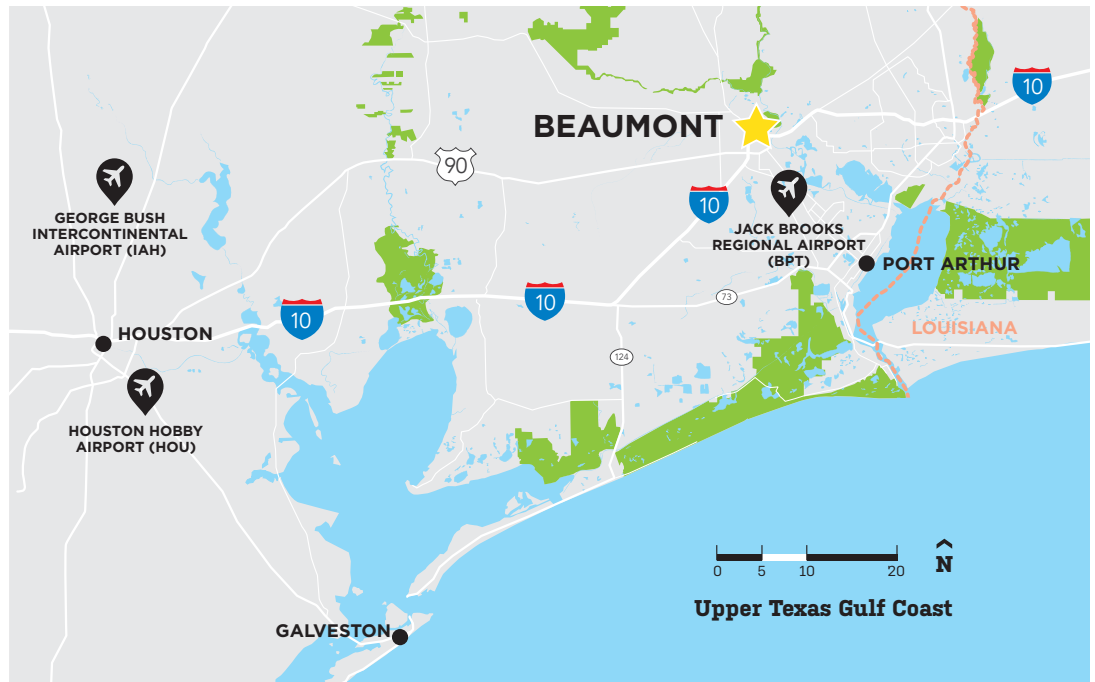 10
BEAUMONT
90
10
GEORGE BUSH
INTERCONTINENTAL
AIRPORT (IAH)
JACK BROOKS
REGIONAL AIRPORT
(BPT)
PORT ARTHUR
73
10
10
HOUSTON
LOUISIANA
124
HOUSTON HOBBY
AIRPORT (HOU)
0 5 10 20
N
Upper Texas Gulf Coast
GALVESTON